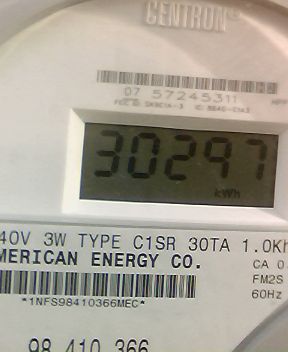 CENTRON®
07 57245311
30297
kWh
40V 3W TYPE C1SR 30TA 1.0Kh
MERICAN ENERGY CO.
CA 0.
FM2S
60Hz
*1NFS98410366MEC*
98 410 366